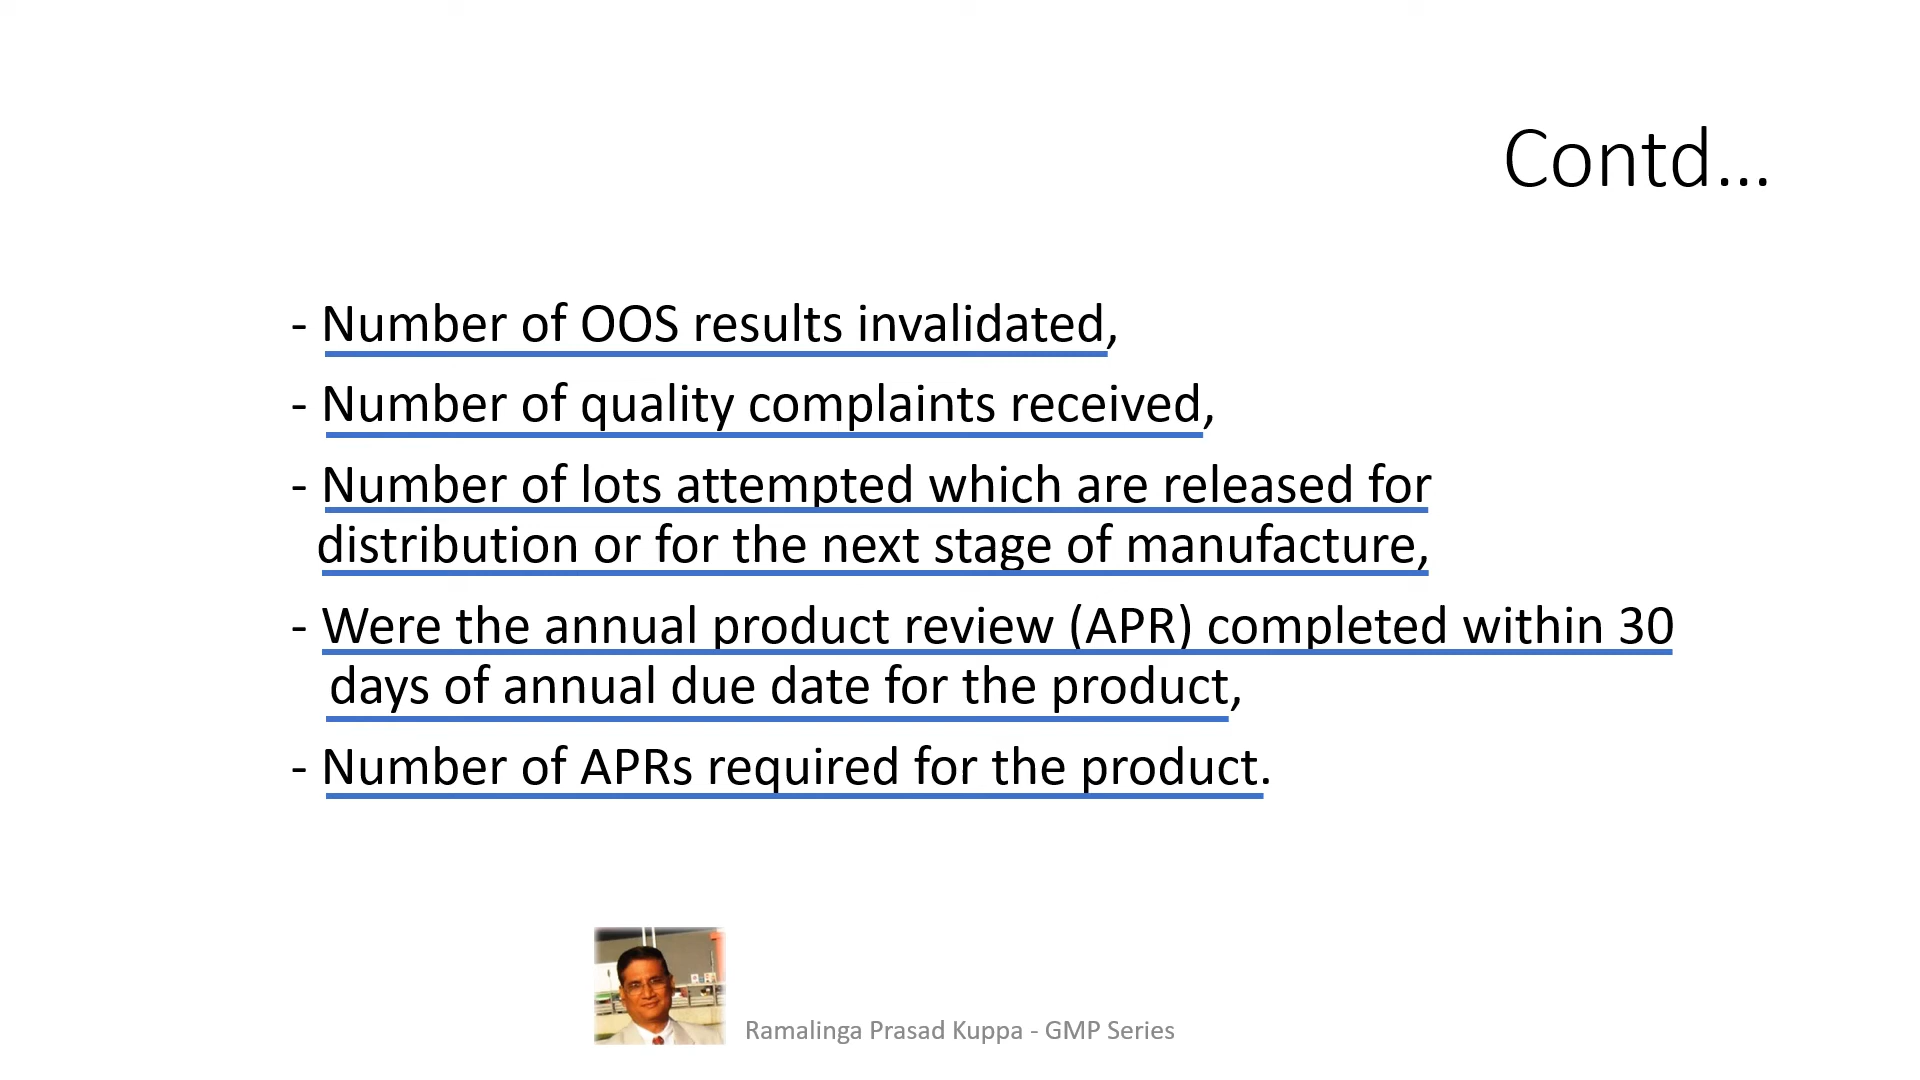 Contd...
- Number of OOS results invalidated,
- Number of quality complaints received,
- Number of lots attempted which are released for
distribution or for the next stage of manufacture,
- Were the annual product review (APR) completed within 30
days of annual due date for the product,
- Number of APRs required for the product.
Ramalinga Prasad Kuppa - GMP Series